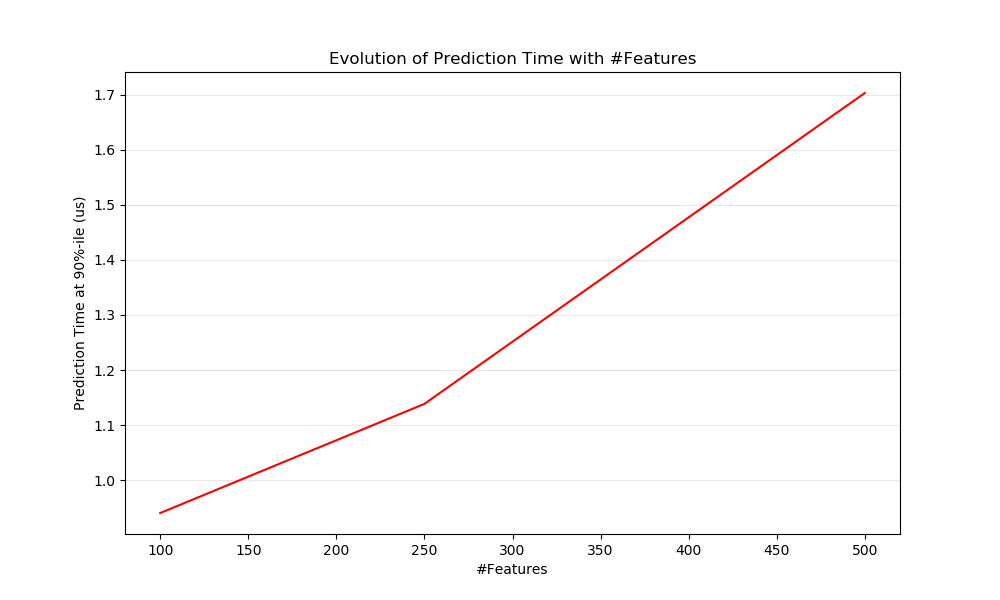 Evolution of Prediction Time with #Features
Prediction Time at 90%-ile (us)
1.7
1.6
1.5
1.4
1.3
1.2
1.1
1.0
100 150 200 250 300 350 400 450 500
#Features